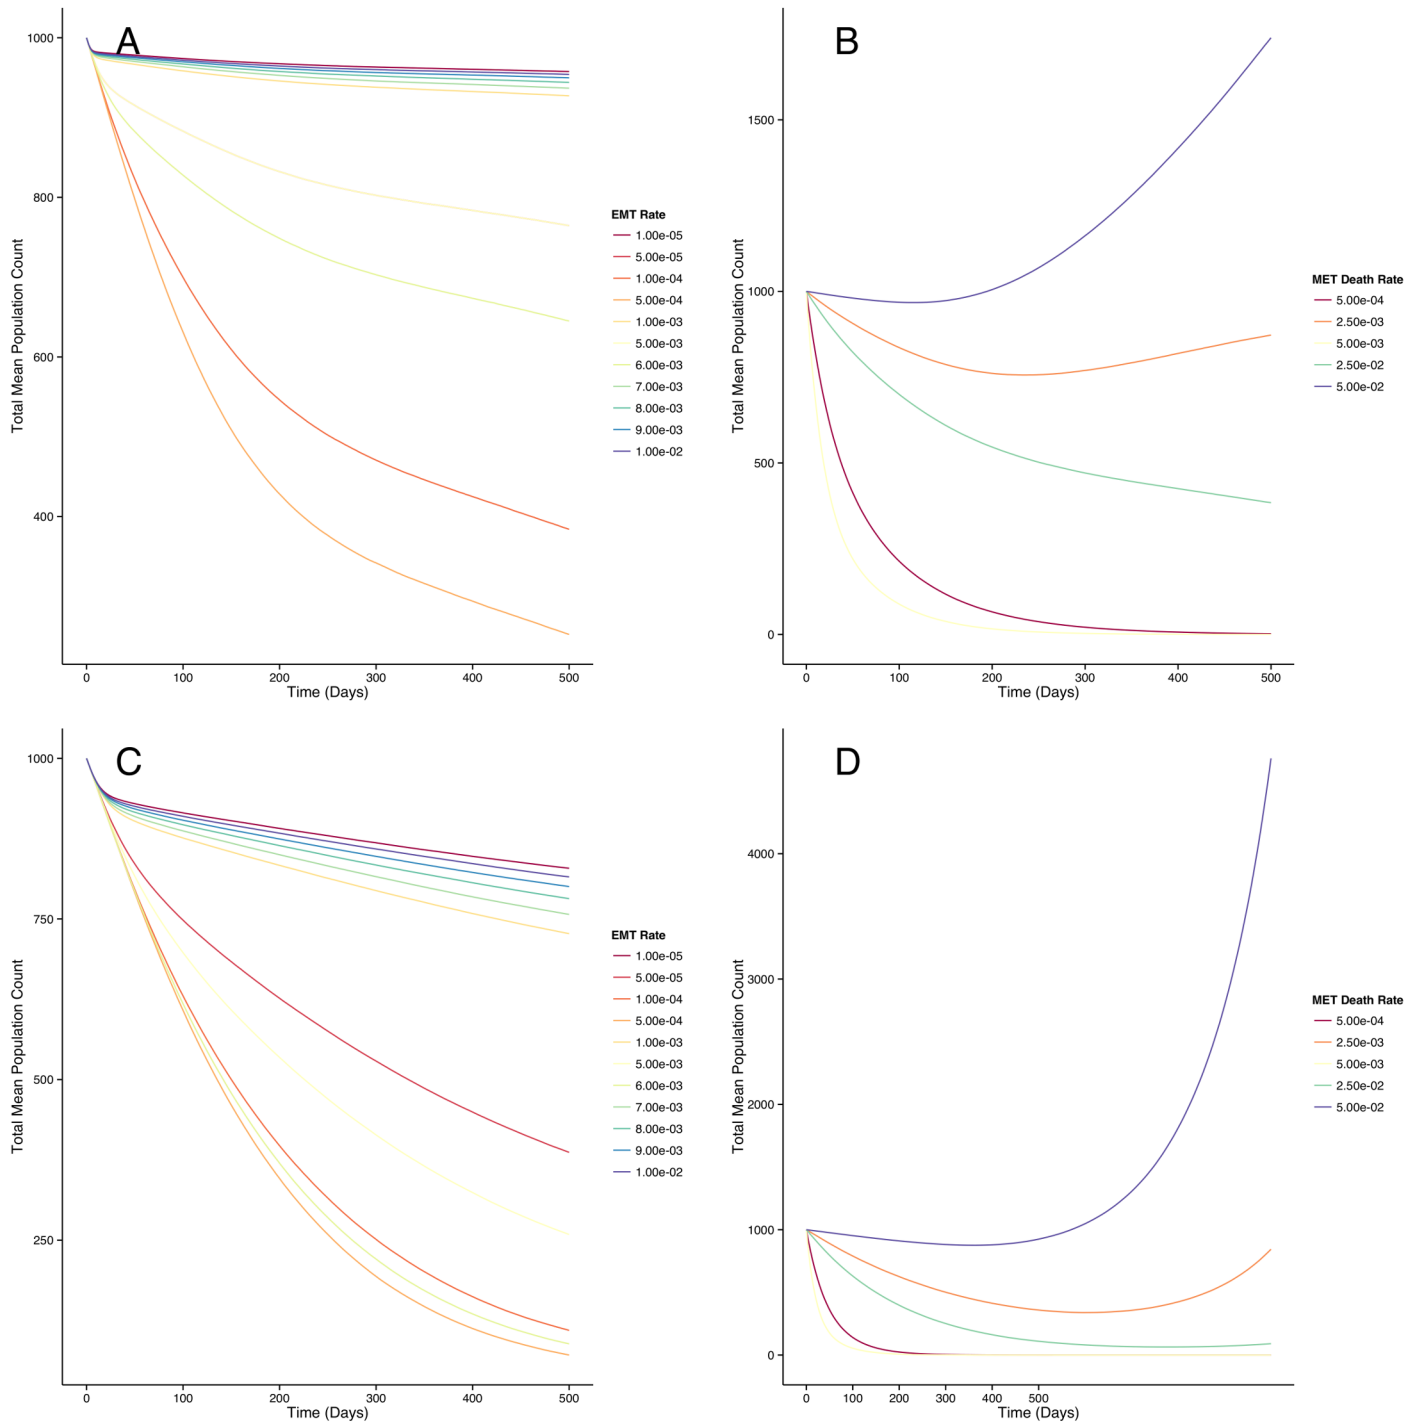 A
Total Mean Population Count
1000
800
600
400
0 100 200 300 400 500
Time (Days)
EMT Rate
1.00e-05
5.00e-05
1.00e-04
5.00e-04
1.00e-03
5.00e-03
6.00e-03
7.00e-03
8.00e-03
9.00e-03
1.00e-02
B
Total Mean Population Count
1500
1000
500
0
0 100 200 300 400 500
Time (Days)
MET Death Rate
5.00e-04
2.50e-03
5.00e-03
2.50e-02
5.00e-02
C
Total Mean Population Count
1000
750
500
250
0 100 200 300 400 500
Time (Days)
EMT Rate
1.00e-05
5.00e-05
1.00e-04
5.00e-04
1.00e-03
5.00e-03
6.00e-03
7.00e-03
8.00e-03
9.00e-03
1.00e-02
D
Total Mean Population Count
4000
3000
2000
1000
0
0 100 200 300 400 500
Time (Days)
MET Death Rate
5.00e-04
2.50e-03
5.00e-03
2.50e-02
5.00e-02